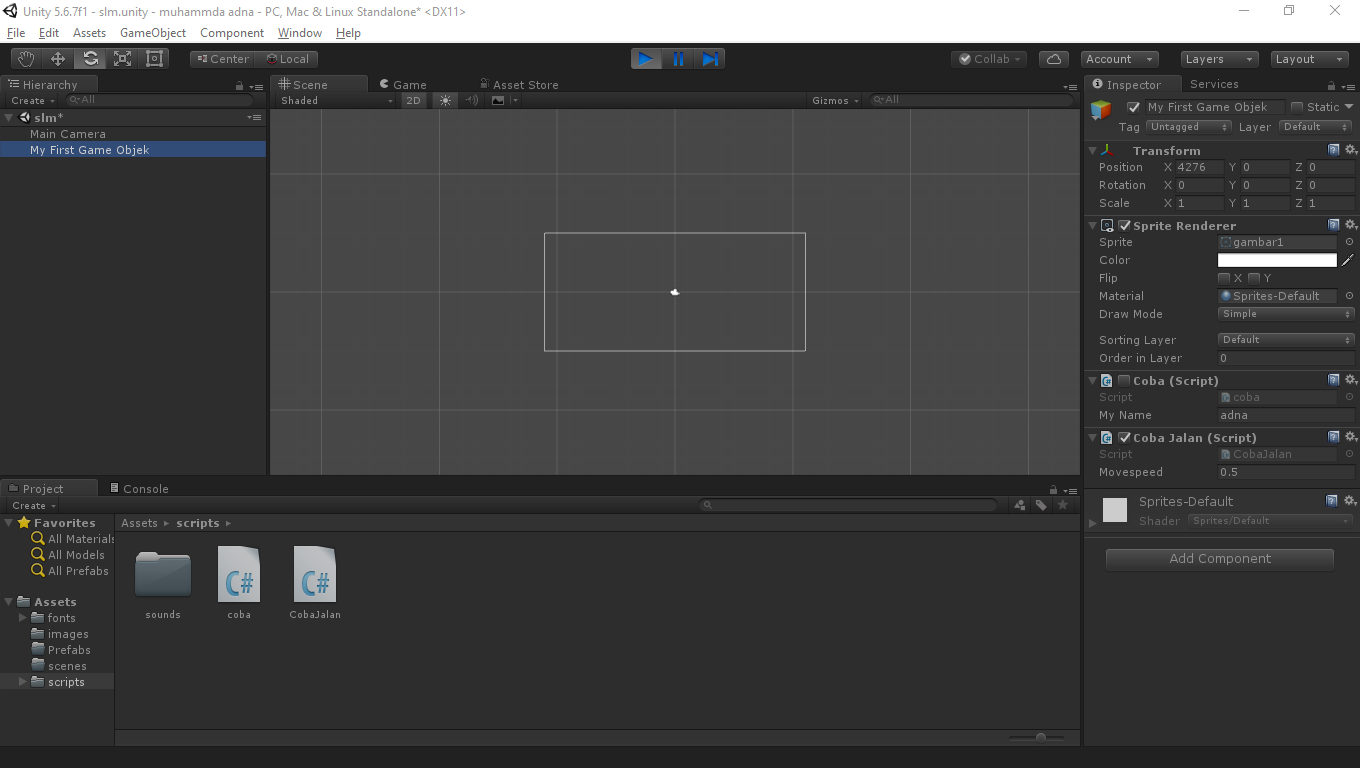 Unity 5.6.7f1 - slm.unity - muhammda adna - PC, Mac & Linux Standalone* <DX11>
File Edit Assets GameObject Component Window Help
Center Local Collab Account Layers Layout
Hierarchy
Create All
slm*
Main Camera
My First Game Objek
Scene Game Asset Store
Shaded 2D Gizmos All
Inspector Services
My First Game Objek Static
Tag Untagged Layer Default
Transform
Position X 4276 Y 0 Z 0
Rotation X 0 Y 0 Z 0
Scale X 1 Y 1 Z 1
Sprite Renderer
Sprite gambar1
Color
Flip X Y
Material Sprites-Default
Draw Mode Simple
Sorting Layer Default
Order in Layer 0
Coba (Script)
Script coba
My Name adna
Coba Jalan (Script)
Script CobaJalan
Movespeed 0.5
Sprites-Default
Shader Sprites/Default
Add Component
Project Console
Create
Favorites
All Materials
All Models
All Prefabs
Assets
fonts
images
Prefabs
scenes
scripts
Assets scripts
C# C#
sounds coba CobaJalan